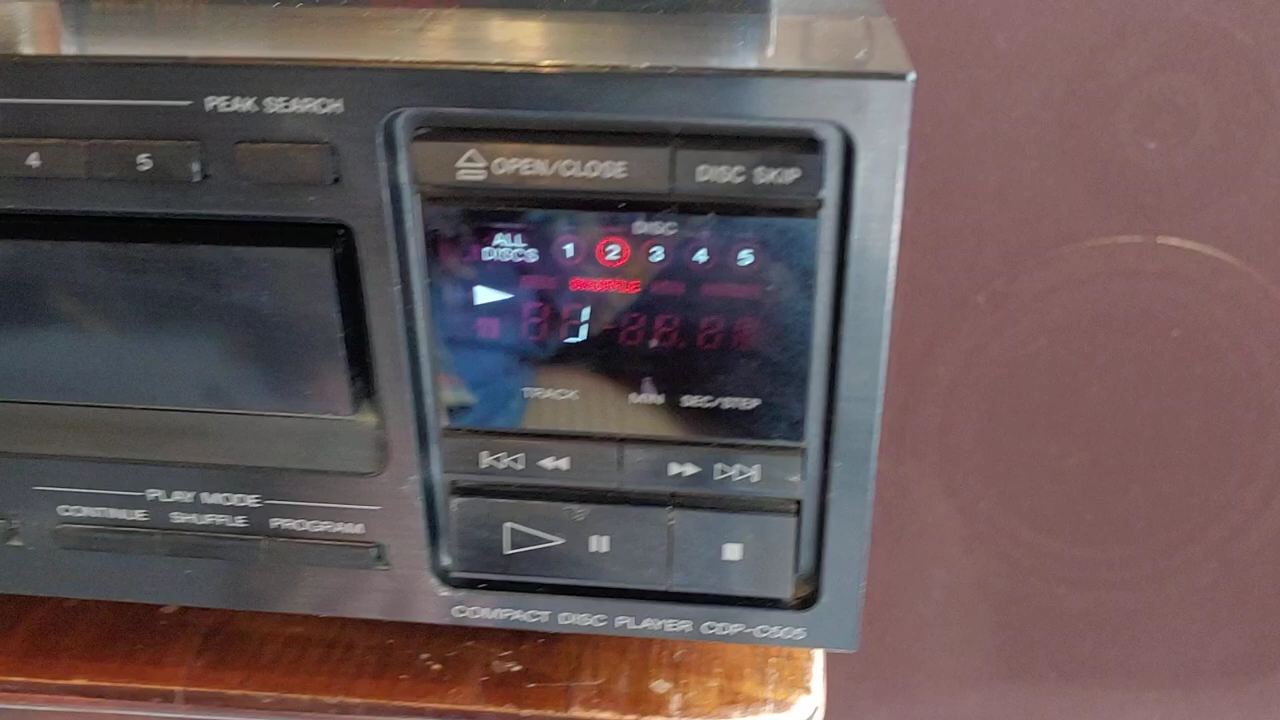 PEAK SEARCH
4 5
OPEN/CLOSE DISC SKIP
DISC
ALL DISCS 1 2 3 4 5
SHUFFLE
TRACK MIN SEC/STEP
PLAY MODE
CONTINUE SHUFFLE PROGRAM
COMPACT DISC PLAYER CDP-C505